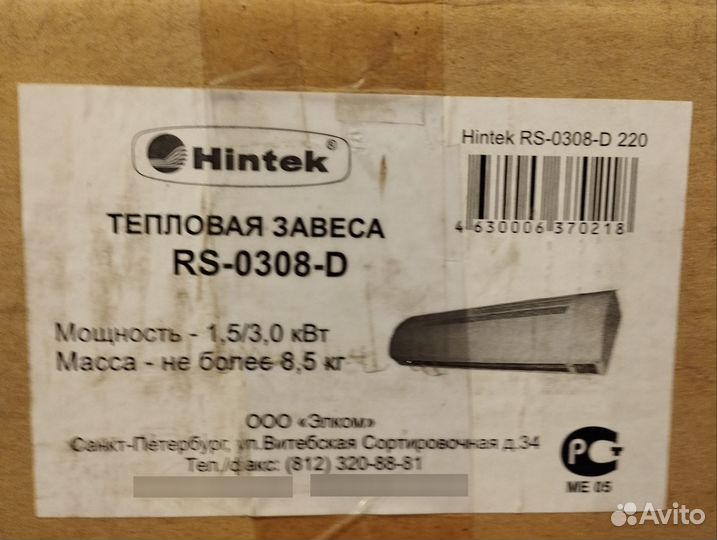 Hintek®
Hintek RS-0308-D 220
4 630006 370218
ТЕПЛОВАЯ ЗАВЕСА
RS-0308-D
Мощность - 1,5/3,0 кВт
Масса - не более 8,5 кг
ООО «Элком»
Санкт-Петербург, ул.Витебская Сортировочная д.34
Тел./факс: (812) 320-88-81
РСТ
МЕ 05
Avito